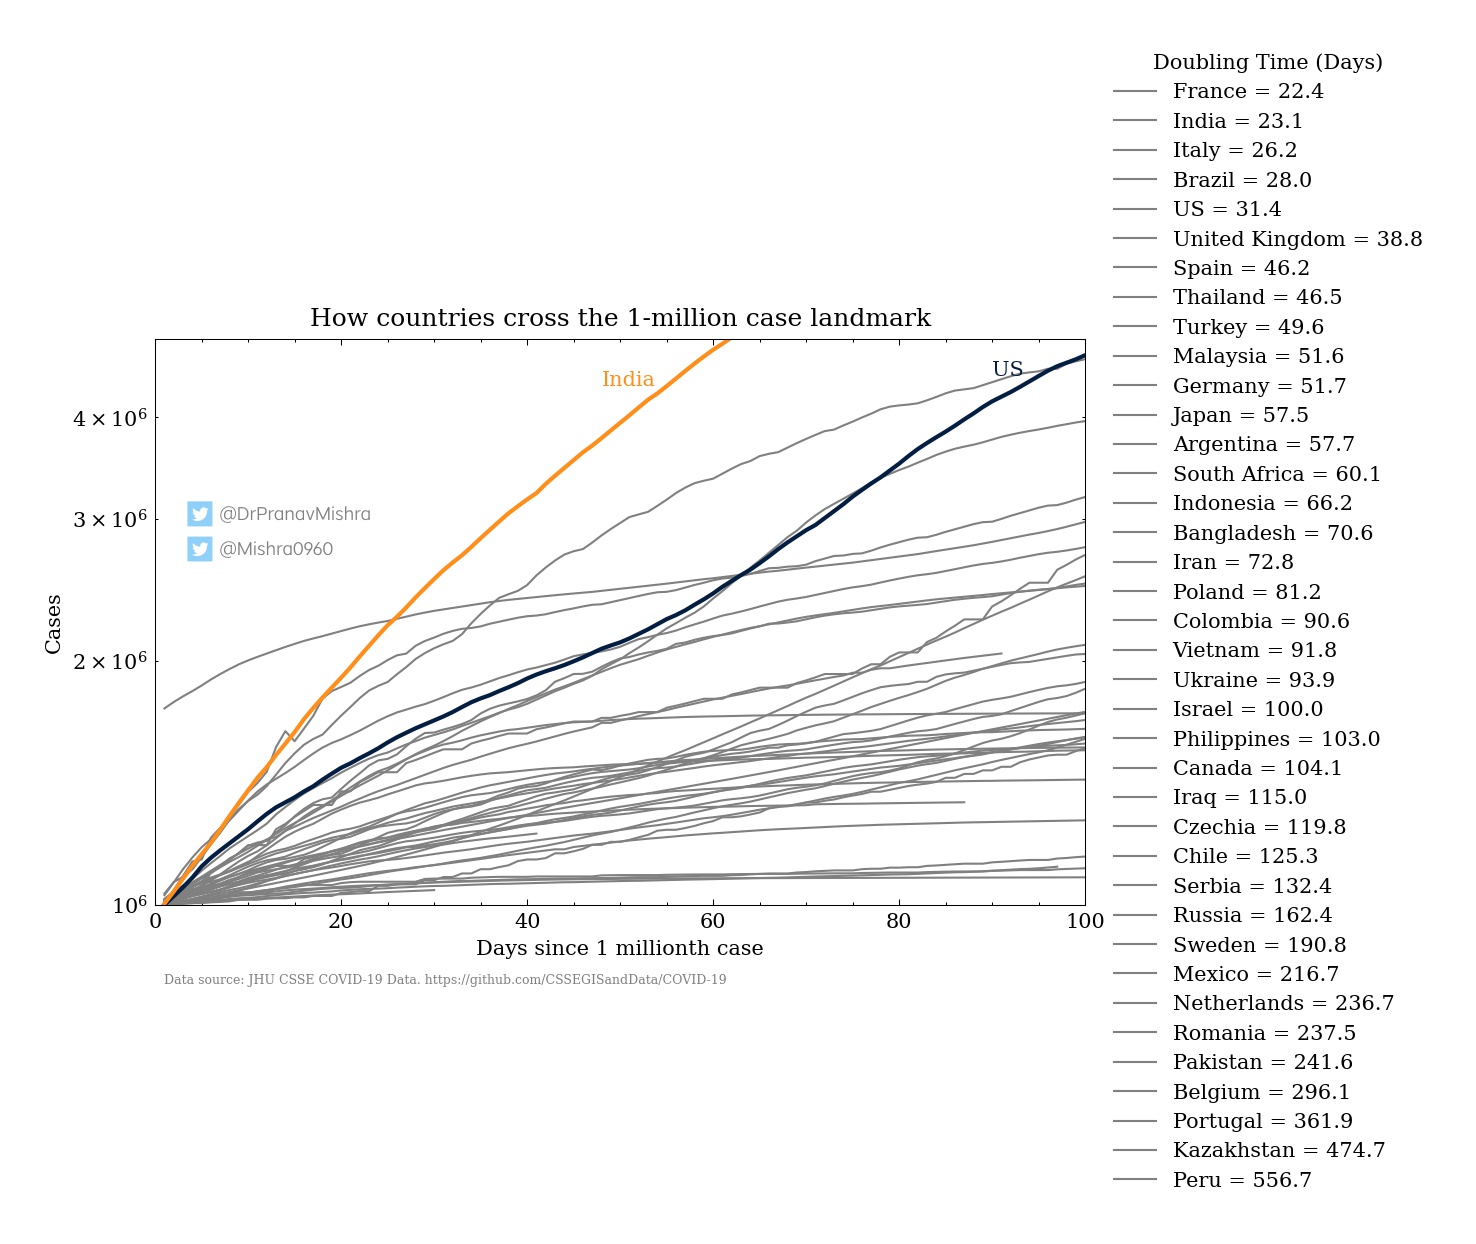 Doubling Time (Days)
France = 22.4
India = 23.1
Italy = 26.2
Brazil = 28.0
US = 31.4
United Kingdom = 38.8
Spain = 46.2
Thailand = 46.5
Turkey = 49.6
Malaysia = 51.6
Germany = 51.7
Japan = 57.5
Argentina = 57.7
South Africa = 60.1
Indonesia = 66.2
Bangladesh = 70.6
Iran = 72.8
Poland = 81.2
Colombia = 90.6
Vietnam = 91.8
Ukraine = 93.9
Israel = 100.0
Philippines = 103.0
Canada = 104.1
Iraq = 115.0
Czechia = 119.8
Chile = 125.3
Serbia = 132.4
Russia = 162.4
Sweden = 190.8
Mexico = 216.7
Netherlands = 236.7
Romania = 237.5
Pakistan = 241.6
Belgium = 296.1
Portugal = 361.9
Kazakhstan = 474.7
Peru = 556.7
How countries cross the 1-million case landmark
India
US
@DrPranavMishra
@Mishra0960
Cases
4 × 10⁶
3 × 10⁶
2 × 10⁶
10⁶
0 20 40 60 80 100
Days since 1 millionth case
Data source: JHU CSSE COVID-19 Data. https://github.com/CSSEGISandData/COVID-19